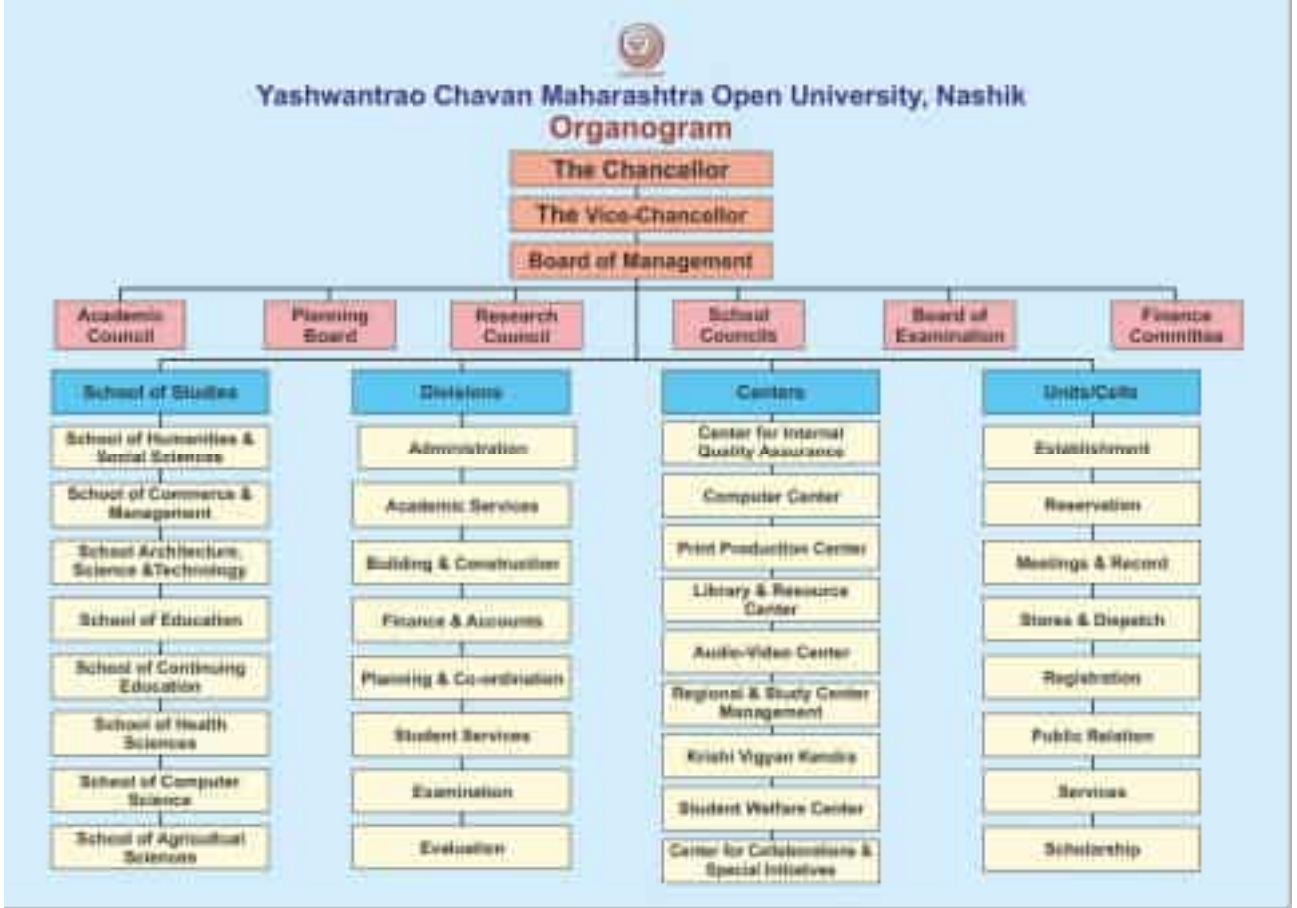 Yashwantrao Chavan Maharashtra Open University, Nashik
Organogram
The Chancellor
The Vice-Chancellor
Board of Management
Academic
Council
Planning
Board
Research
Council
School
Councils
Board of
Examination
Finance
Committee
School of Studies
School of Humanities &
Social Sciences
School of Commerce &
Management
School Architecture,
Science &Technology
School of Education
School of Continuing
Education
School of Health
Sciences
School of Computer
Science
School of Agricultual
Sciences
Divisions
Administration
Academic Services
Building & Construction
Finance & Accounts
Planning & Co-ordination
Student Services
Examination
Evaluation
Centers
Center for Internal
Quality Assurance
Computer Center
Print Production Center
Library & Resource
Center
Audio-Video Center
Regional & Study Center
Management
Krishi Vigyan Kendra
Student Welfare Center
Center for Collaborations &
Special Initiatives
Units/Cells
Establishment
Reservation
Meetings & Record
Stores & Dispatch
Registration
Public Relation
Services
Scholarship